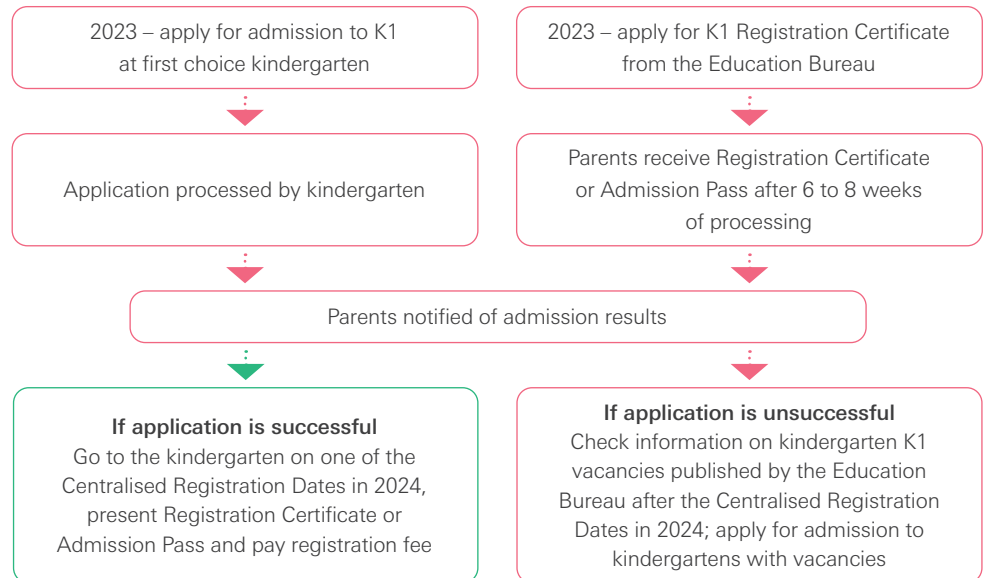 2023 – apply for admission to K1
at first choice kindergarten
2023 – apply for K1 Registration Certificate
from the Education Bureau
Application processed by kindergarten
Parents receive Registration Certificate
or Admission Pass after 6 to 8 weeks
of processing
Parents notified of admission results
If application is successful
Go to the kindergarten on one of the
Centralised Registration Dates in 2024,
present Registration Certificate or
Admission Pass and pay registration fee
If application is unsuccessful
Check information on kindergarten K1
vacancies published by the Education
Bureau after the Centralised Registration
Dates in 2024; apply for admission to
kindergartens with vacancies